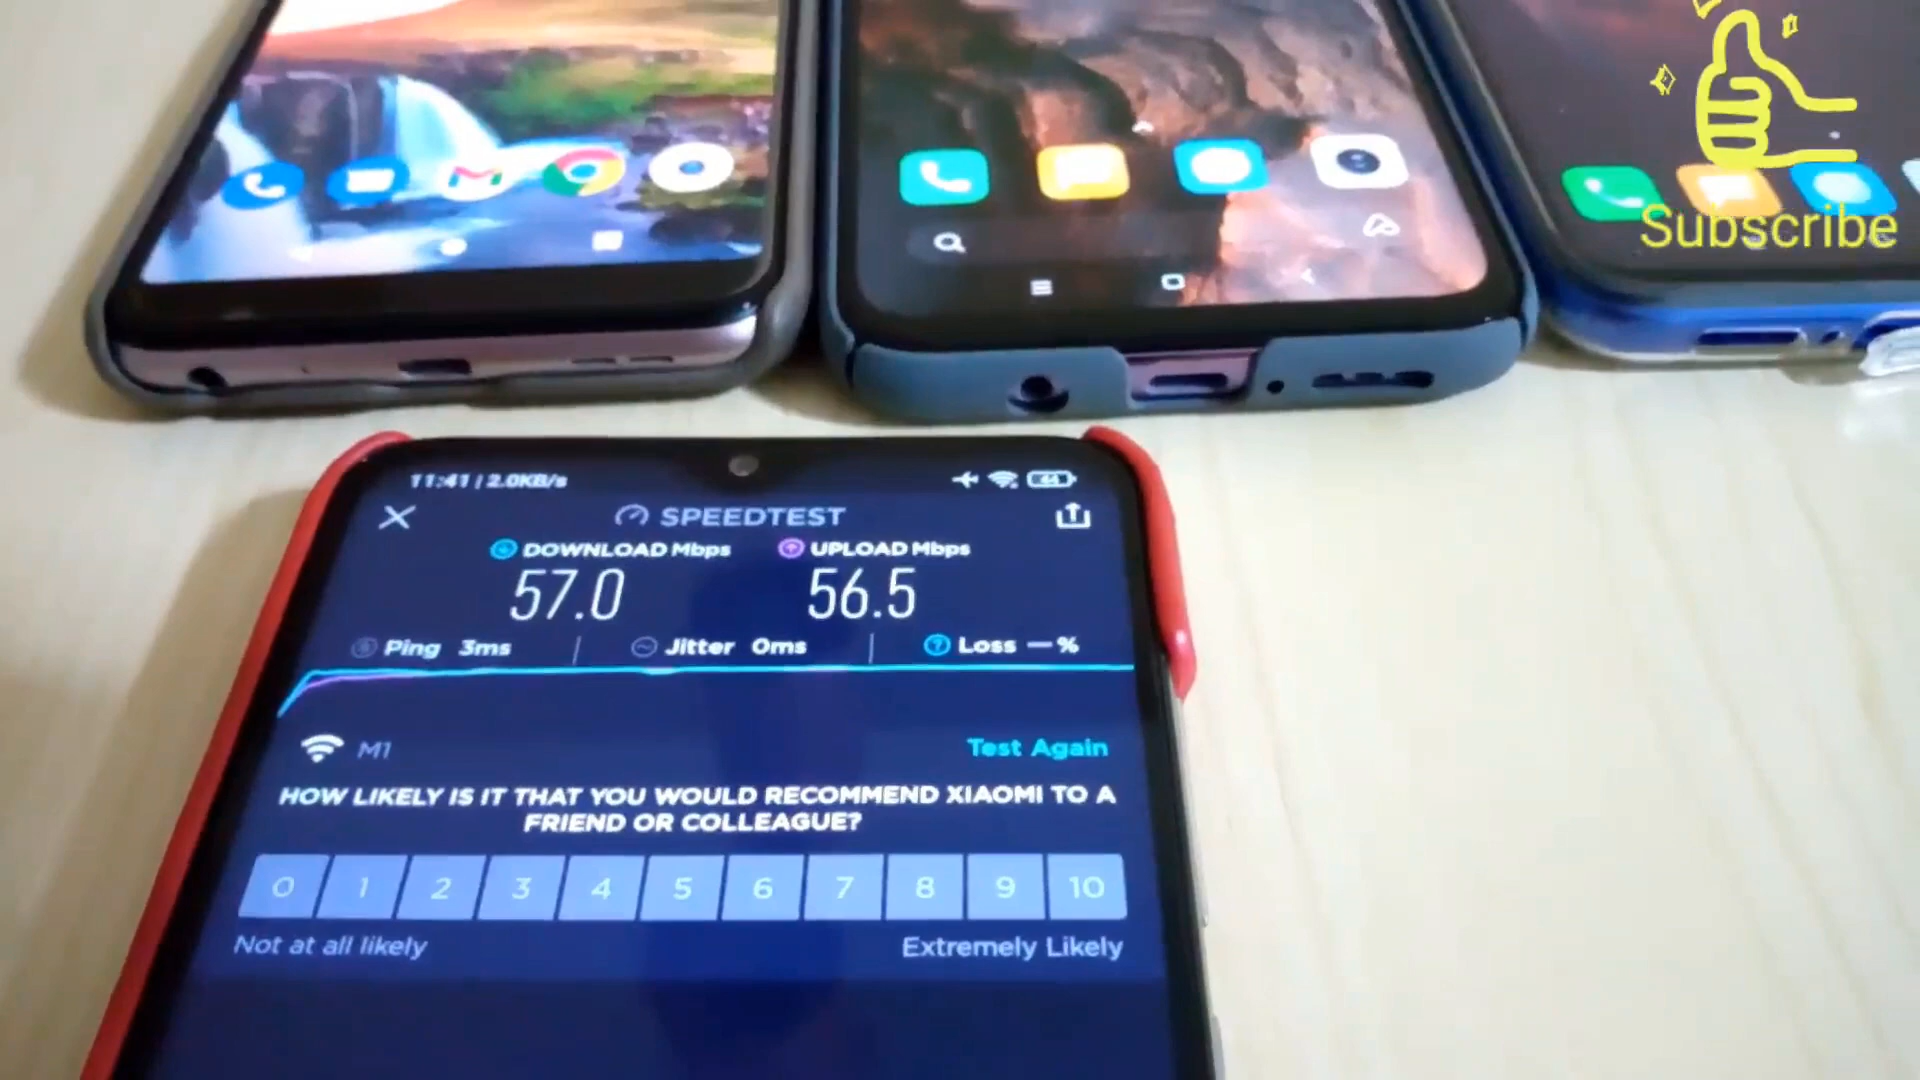 Subscribe
11:41 | 2.0KB/s
44
SPEEDTEST
DOWNLOAD Mbps
UPLOAD Mbps
57.0
56.5
Ping 3ms
Jitter 0ms
Loss — %
M1
Test Again
HOW LIKELY IS IT THAT YOU WOULD RECOMMEND XIAOMI TO A
FRIEND OR COLLEAGUE?
0 1 2 3 4 5 6 7 8 9 10
Not at all likely
Extremely Likely